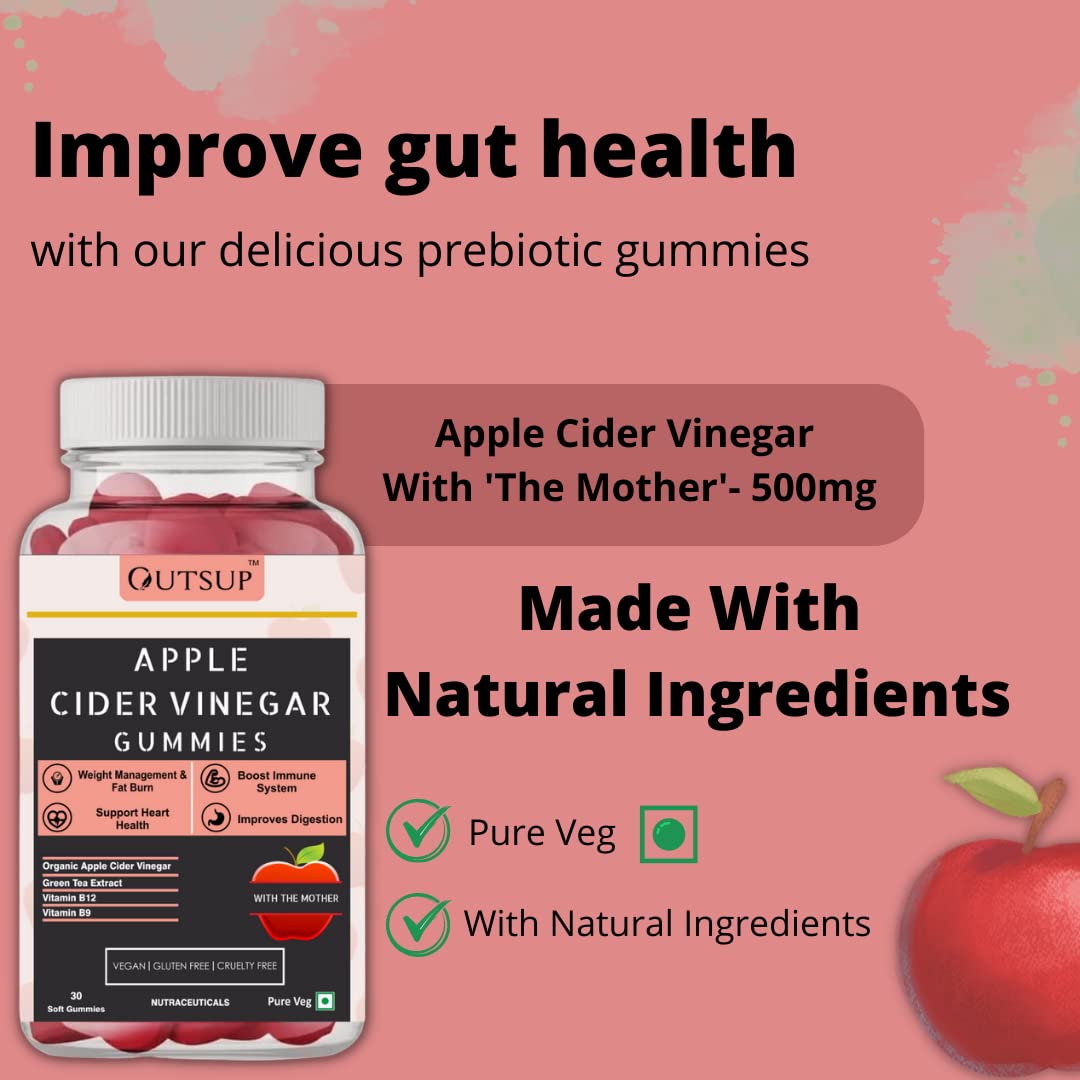 Improve gut health
with our delicious prebiotic gummies
Apple Cider Vinegar
With 'The Mother'- 500mg
Made With
Natural Ingredients
Pure Veg
With Natural Ingredients
OUTSUP™
APPLE
CIDER VINEGAR
GUMMIES
Weight Management &
Fat Burn
Boost Immune
System
Support Heart
Health
Improves Digestion
Organic Apple Cider Vinegar
Green Tea Extract
Vitamin B12
Vitamin B9
WITH THE MOTHER
VEGAN | GLUTEN FREE | CRUELTY FREE
30
Soft Gummies
NUTRACEUTICALS
Pure Veg